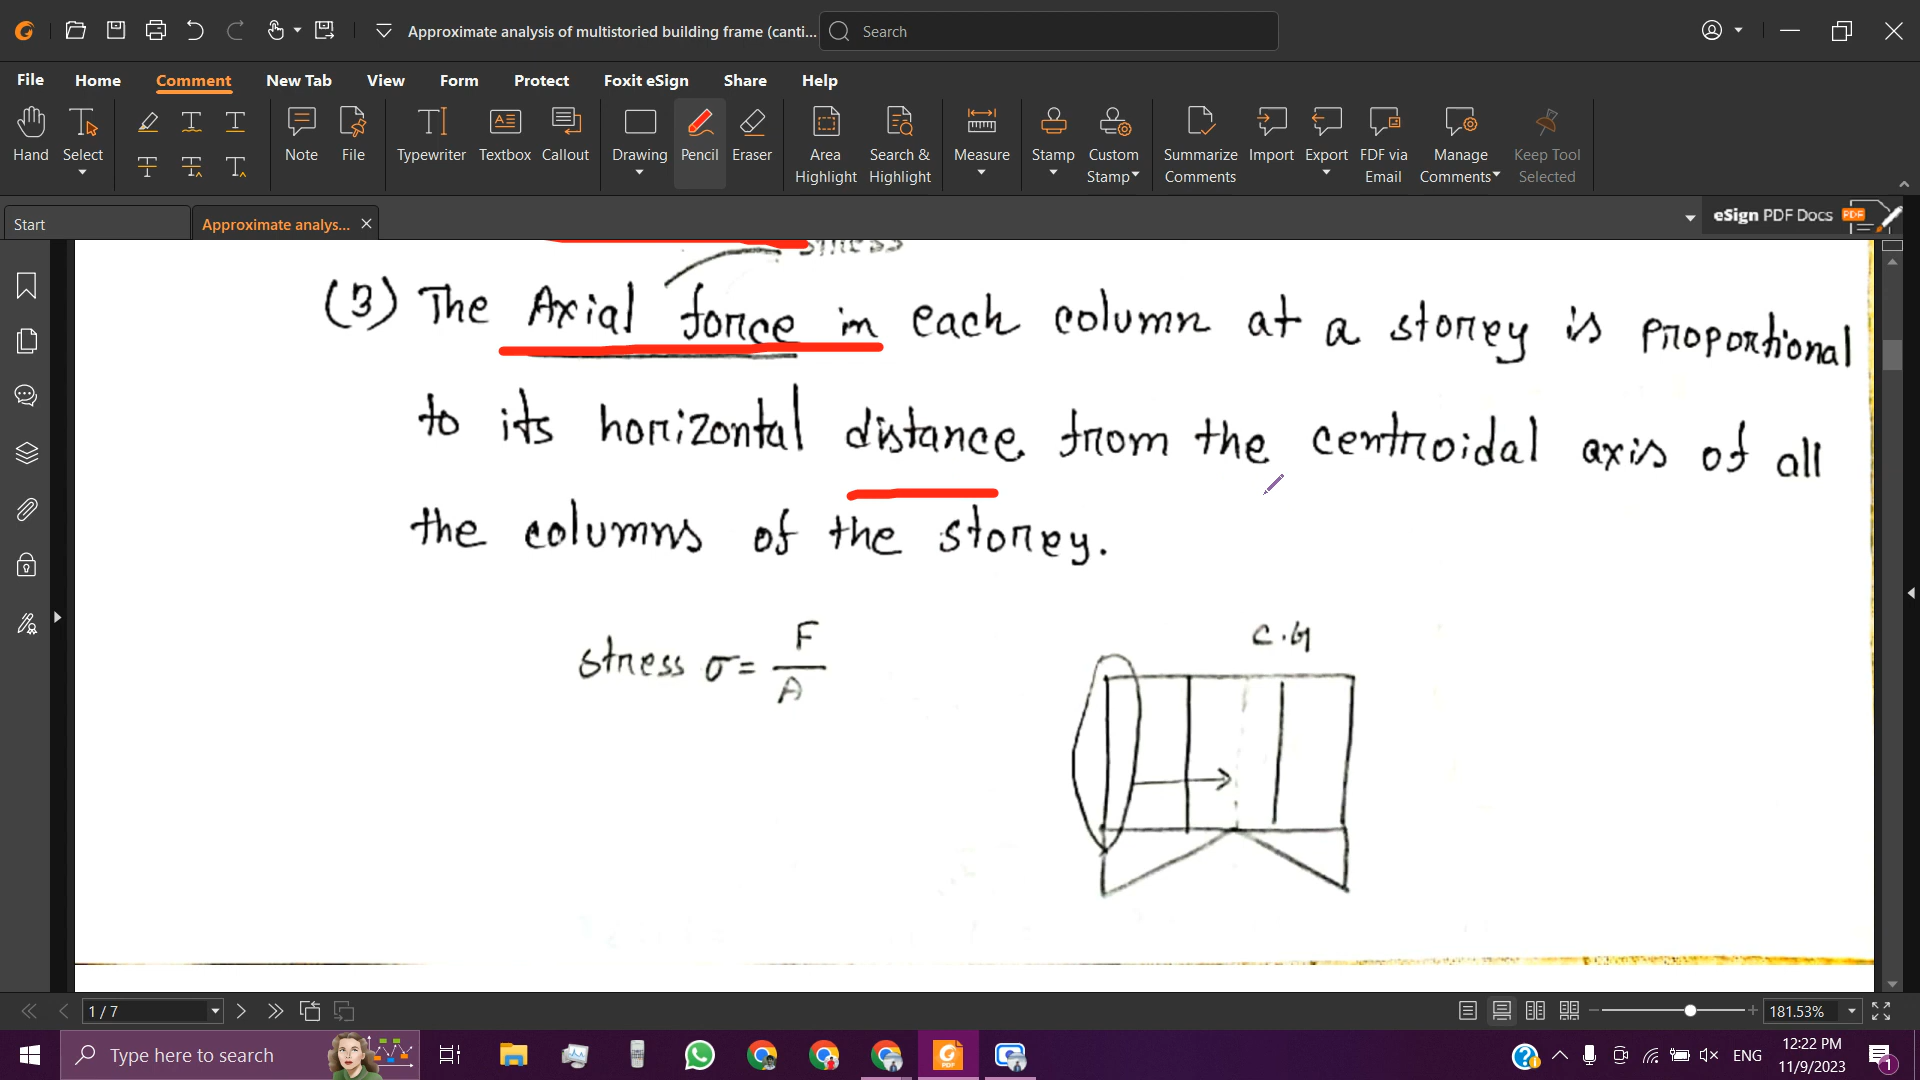 Approximate analysis of multistoried building frame (canti...
Search
File Home Comment New Tab View Form Protect Foxit eSign Share Help
Hand Select Note File Typewriter Textbox Callout Drawing Pencil Eraser Area Highlight Search & Highlight Measure Stamp Custom Stamp Summarize Comments Import Export FDF via Email Manage Comments Keep Tool Selected
Start
Approximate analys...
eSign PDF Docs PDF
stress
(3) The Axial force in each column at a storey is proportional
to its horizontal distance from the centroidal axis of all
the columns of the storey.
C.G
stress σ = F/A
1 / 7
181.53%
Type here to search
ENG
12:22 PM
11/9/2023
1